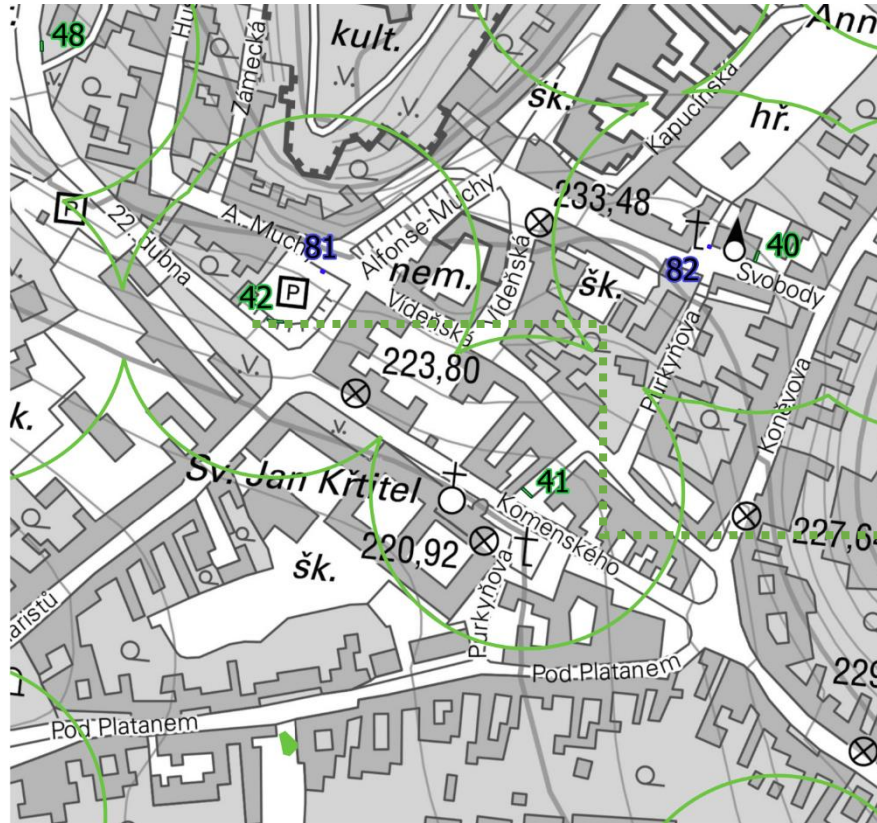 48
kult.
Zámecká
Ann
šk.
Kapucínská
hř.
22. dubna
A. Muchy
Alfonse Muchy
233,48
P
81
P
42
nem.
Vídeňská
Vídeňská
šk.
82
40
Svobody
Purkyňova
Koněvova
223,80
k.
Sv. Jan Křtitel
41
Komenského
220,92
šk.
Purkyňova
227,6
Pod Platanem
229
Pod Platanem